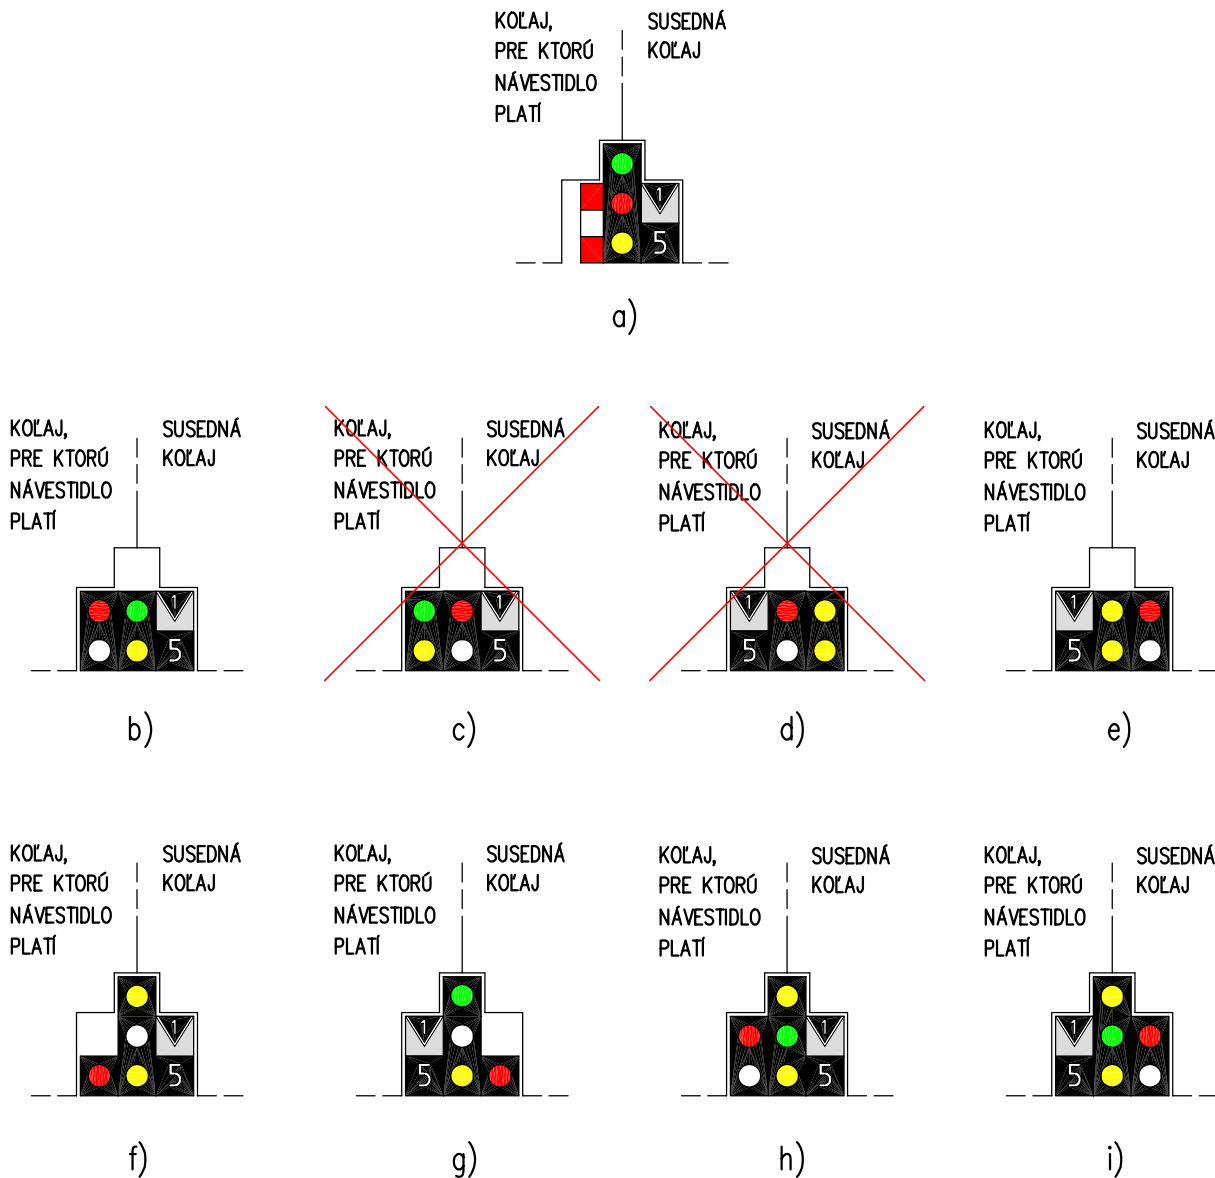 KOĽAJ,
PRE KTORÚ
NÁVESTIDLO
PLATÍ
SUSEDNÁ
KOĽAJ
1
5
a)
KOĽAJ,
PRE KTORÚ
NÁVESTIDLO
PLATÍ
SUSEDNÁ
KOĽAJ
1
5
b)
KOĽAJ,
PRE KTORÚ
NÁVESTIDLO
PLATÍ
SUSEDNÁ
KOĽAJ
1
5
c)
KOĽAJ,
PRE KTORÚ
NÁVESTIDLO
PLATÍ
SUSEDNÁ
KOĽAJ
1
5
d)
KOĽAJ,
PRE KTORÚ
NÁVESTIDLO
PLATÍ
SUSEDNÁ
KOĽAJ
1
5
e)
KOĽAJ,
PRE KTORÚ
NÁVESTIDLO
PLATÍ
SUSEDNÁ
KOĽAJ
1
5
f)
KOĽAJ,
PRE KTORÚ
NÁVESTIDLO
PLATÍ
SUSEDNÁ
KOĽAJ
1
5
g)
KOĽAJ,
PRE KTORÚ
NÁVESTIDLO
PLATÍ
SUSEDNÁ
KOĽAJ
1
5
h)
KOĽAJ,
PRE KTORÚ
NÁVESTIDLO
PLATÍ
SUSEDNÁ
KOĽAJ
1
5
i)